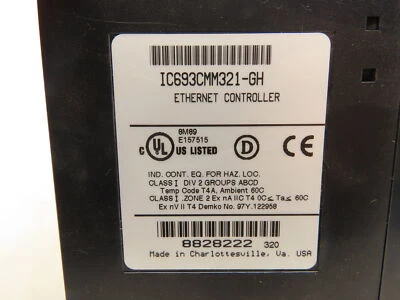 IC693CMM321-GH
ETHERNET CONTROLLER
8M89
E157515
C UL US LISTED D CE
IND. CONT. EQ. FOR HAZ. LOC.
CLASS I DIV 2 GROUPS ABCD
Temp Code T4A, Ambient 60C
CLASS I .ZONE 2 Ex nA IIC T4 0C≤ Ta≤ 60C
Ex nV II T4 Demko No. 97Y.122958
8828222 320
Made in Charlottesville, Va. USA